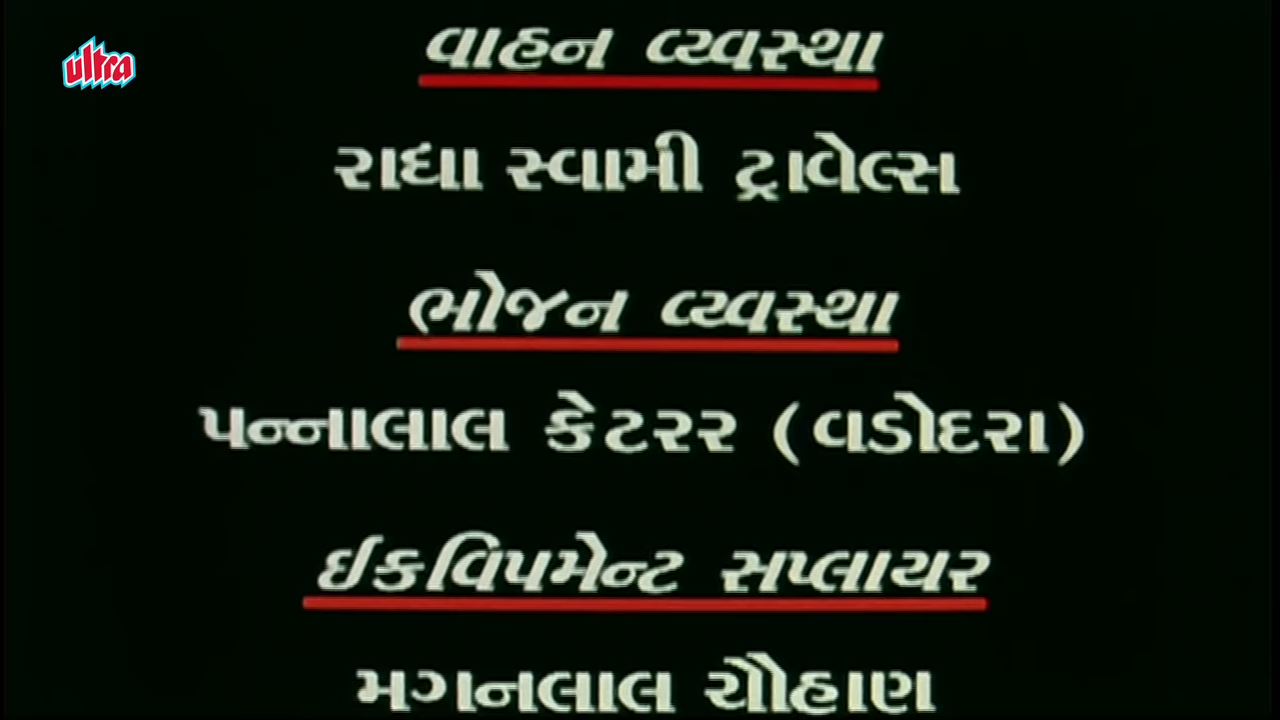 ultra
વાહન વ્યવસ્થા
રાધા સ્વામી ટ્રાવેલ્સ
ભોજન વ્યવસ્થા
પન્નાલાલ કેટરર (વડોદરા)
ઈકવિપમેન્ટ સપ્લાયર
મગનલાલ ચૌહાણ